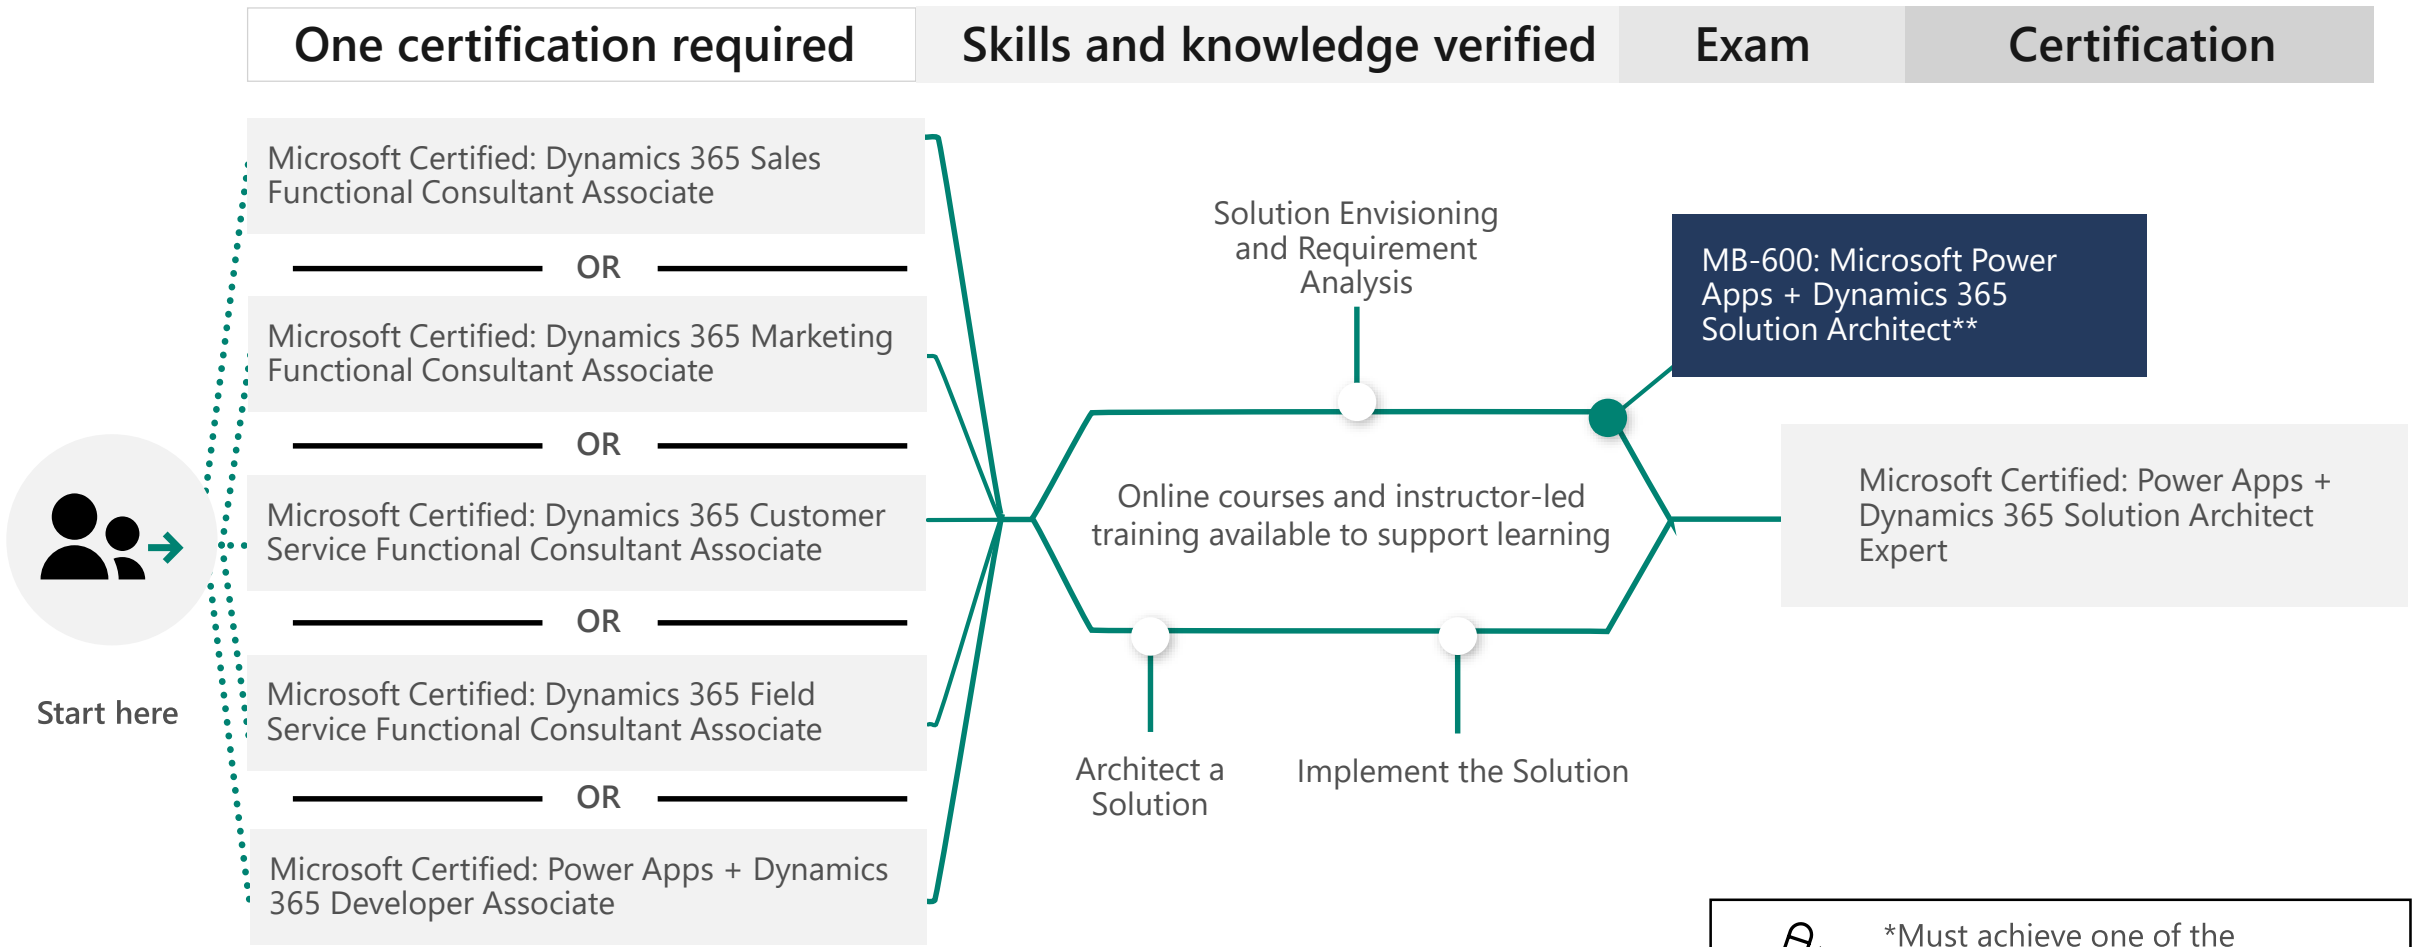 One certification required
Skills and knowledge verified
Exam
Certification
Start here
Microsoft Certified: Dynamics 365 Sales
Functional Consultant Associate
OR
Microsoft Certified: Dynamics 365 Marketing
Functional Consultant Associate
OR
Microsoft Certified: Dynamics 365 Customer
Service Functional Consultant Associate
OR
Microsoft Certified: Dynamics 365 Field
Service Functional Consultant Associate
OR
Microsoft Certified: Power Apps + Dynamics
365 Developer Associate
Solution Envisioning
and Requirement
Analysis
Online courses and instructor-led
training available to support learning
Architect a
Solution
Implement the Solution
MB-600: Microsoft Power
Apps + Dynamics 365
Solution Architect**
Microsoft Certified: Power Apps +
Dynamics 365 Solution Architect
Expert
*Must achieve one of the